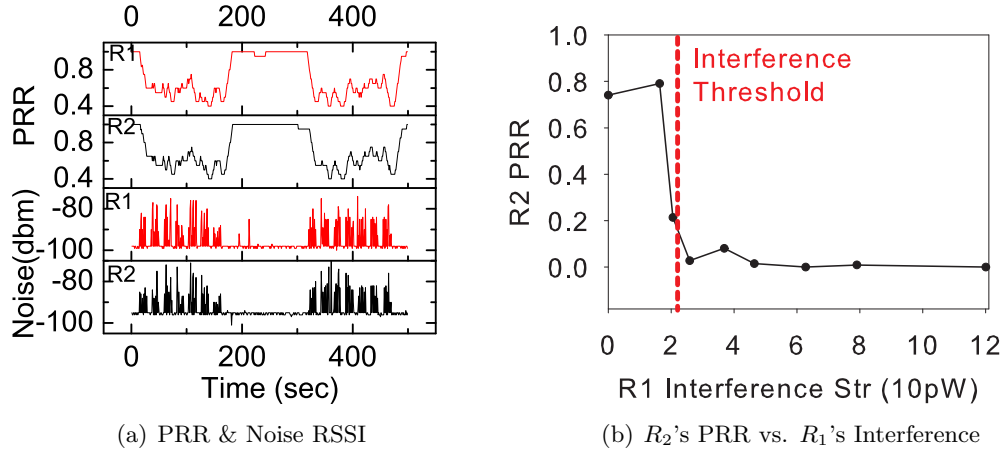 0 200 400
R1
0.8
0.4
PRR
R2
0.8
0.4
R1
-80
-100
Noise(dbm)
R2
-80
-100
0 200 400
Time (sec)
(a) PRR & Noise RSSI
1.0
0.8
0.6
0.4
0.2
0.0
R2 PRR
Interference
Threshold
0 2 4 6 8 10 12
R1 Interference Str (10pW)
(b) R₂'s PRR vs. R₁'s Interference